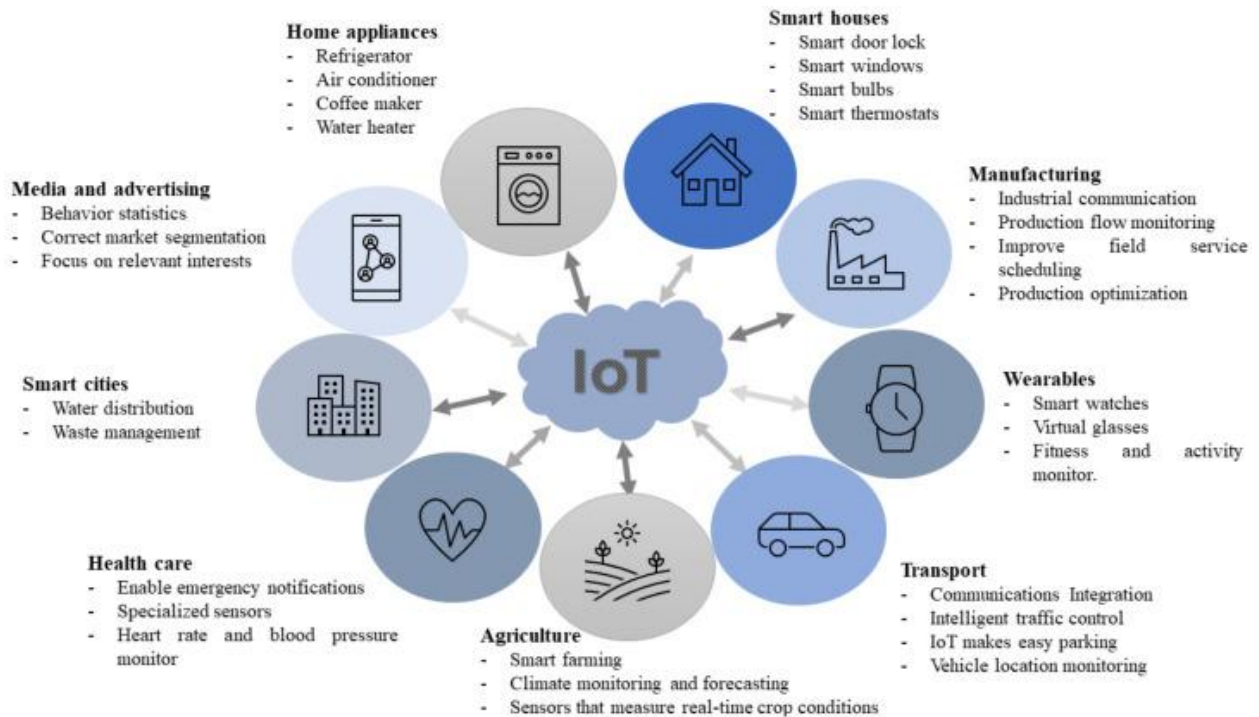 Home appliances
- Refrigerator
- Air conditioner
- Coffee maker
- Water heater
Smart houses
- Smart door lock
- Smart windows
- Smart bulbs
- Smart thermostats
Media and advertising
- Behavior statistics
- Correct market segmentation
- Focus on relevant interests
Manufacturing
- Industrial communication
- Production flow monitoring
- Improve field service
scheduling
- Production optimization
IoT
Smart cities
- Water distribution
- Waste management
Wearables
- Smart watches
- Virtual glasses
- Fitness and activity
monitor.
Health care
- Enable emergency notifications
- Specialized sensors
- Heart rate and blood pressure
monitor
Agriculture
- Smart farming
- Climate monitoring and forecasting
- Sensors that measure real-time crop conditions
Transport
- Communications Integration
- Intelligent traffic control
- IoT makes easy parking
- Vehicle location monitoring